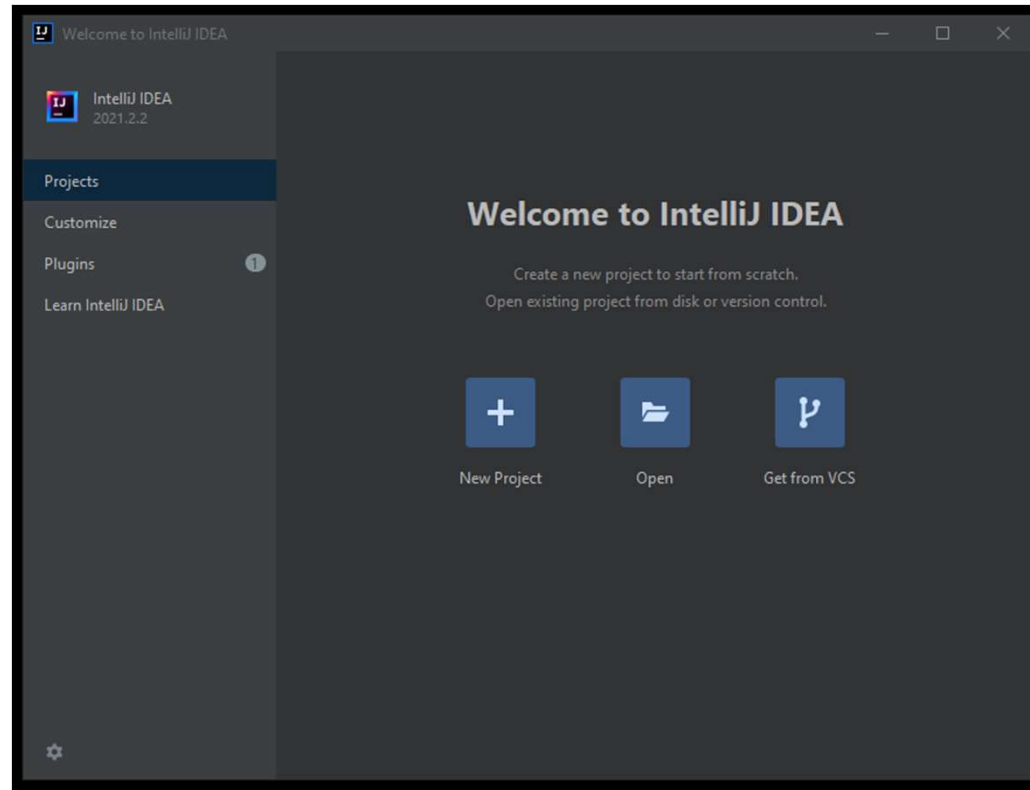 Welcome to IntelliJ IDEA
IJ
IntelliJ IDEA
2021.2.2
Projects
Customize
Plugins
1
Learn IntelliJ IDEA
Welcome to IntelliJ IDEA
Create a new project to start from scratch.
Open existing project from disk or version control.
New Project
Open
Get from VCS